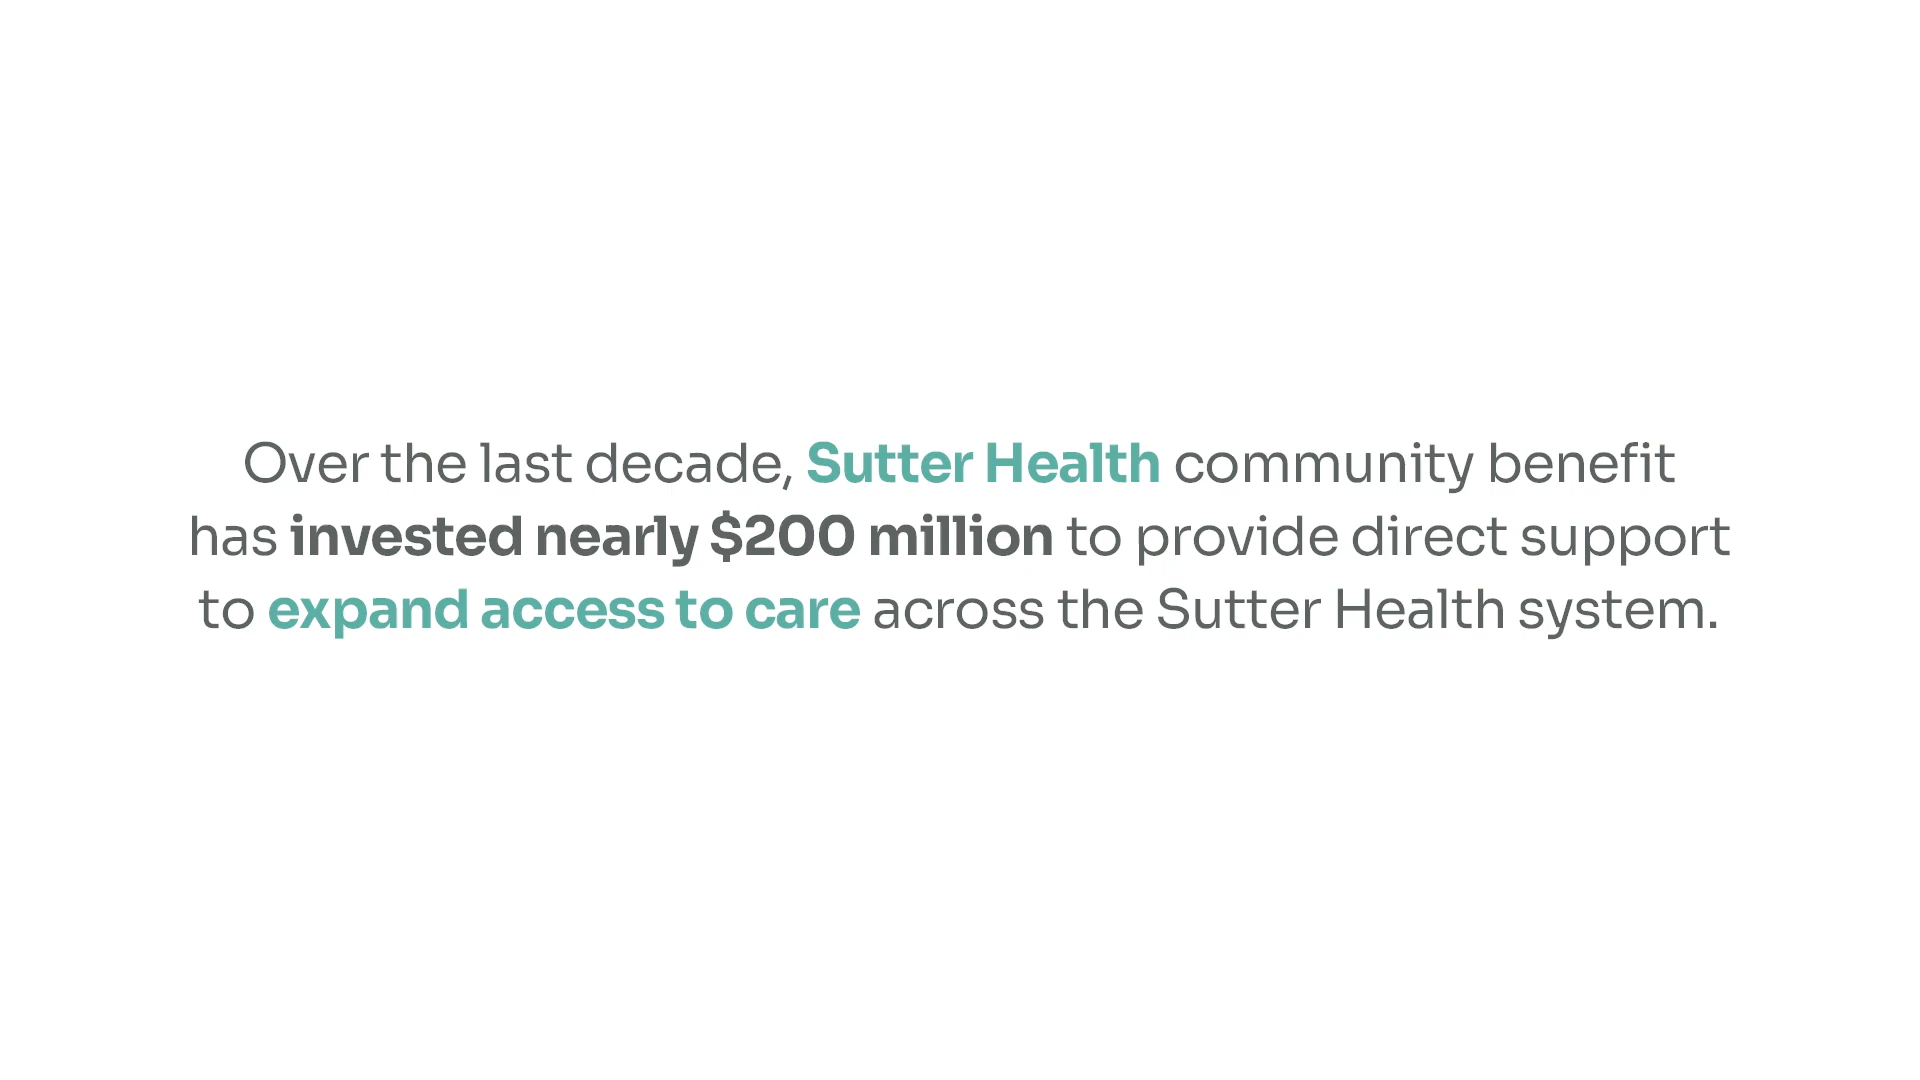 Over the last decade, Sutter Health community benefit
has invested nearly $200 million to provide direct support
to expand access to care across the Sutter Health system.